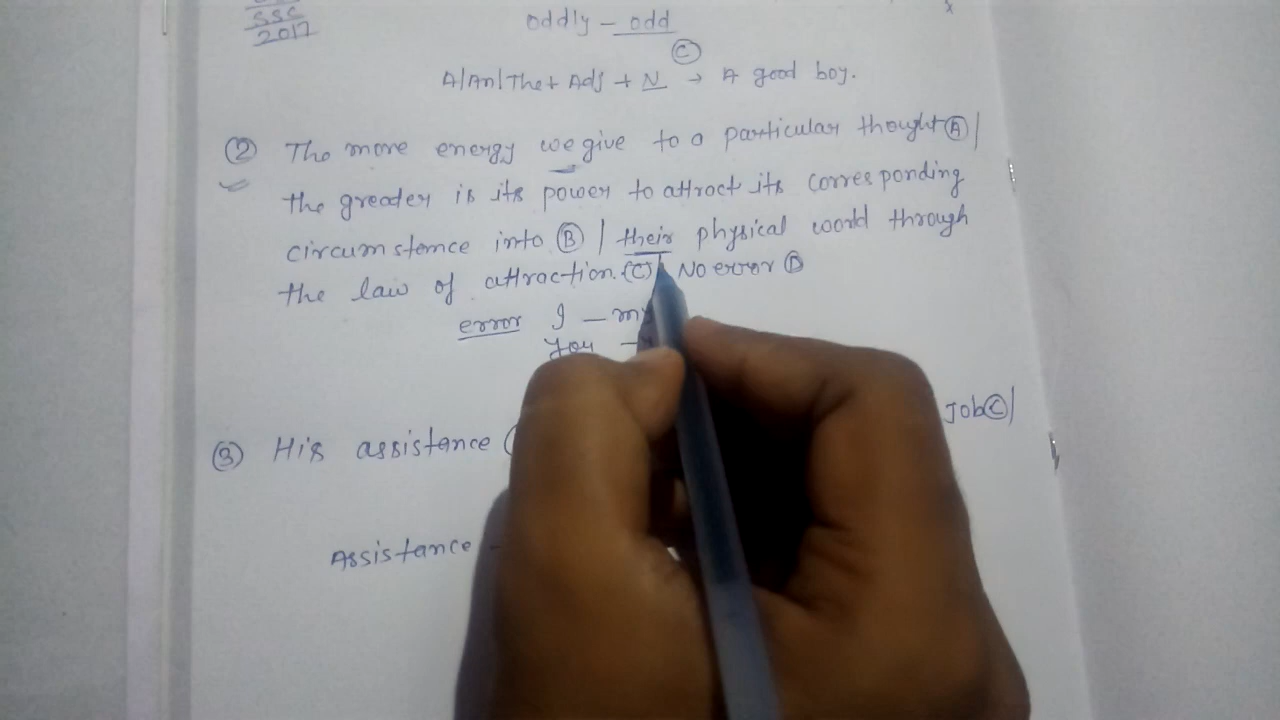 SSC
2017
oddly - odd
C
A/An/The + Adj + N → A good boy.
② The more energy we give to a particular thought Ⓐ/
the greater is its power to attract its corresponding
circumstance into Ⓑ / their physical world through
the law of attraction. (C) No error Ⓓ
error I - my
you -
③ His assistance Job Ⓒ/
Assistance -